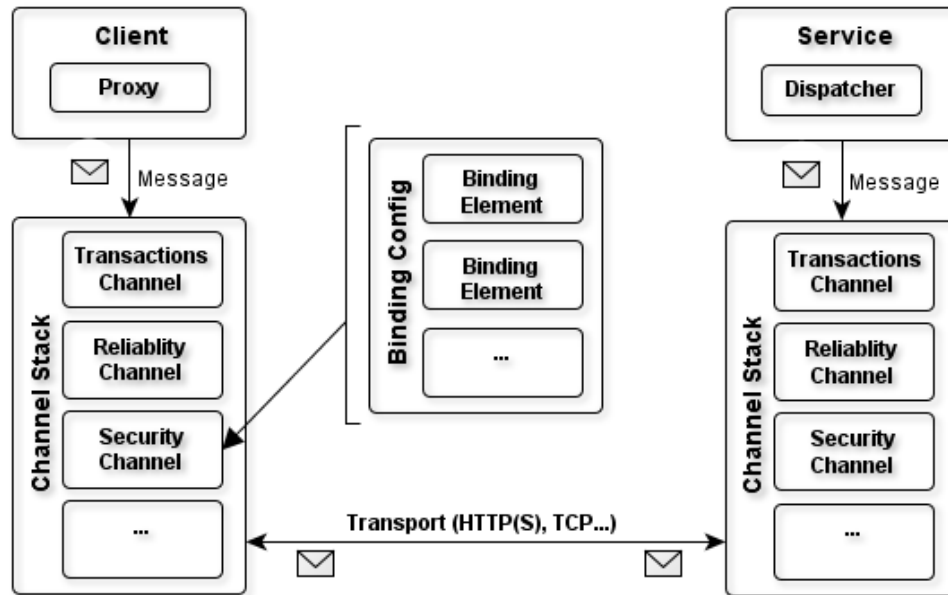 Client
Proxy
Message
Channel Stack
Transactions
Channel
Reliablity
Channel
Security
Channel
...
Binding Config
Binding
Element
Binding
Element
...
Transport (HTTP(S), TCP...)
Service
Dispatcher
Message
Channel Stack
Transactions
Channel
Reliablity
Channel
Security
Channel
...